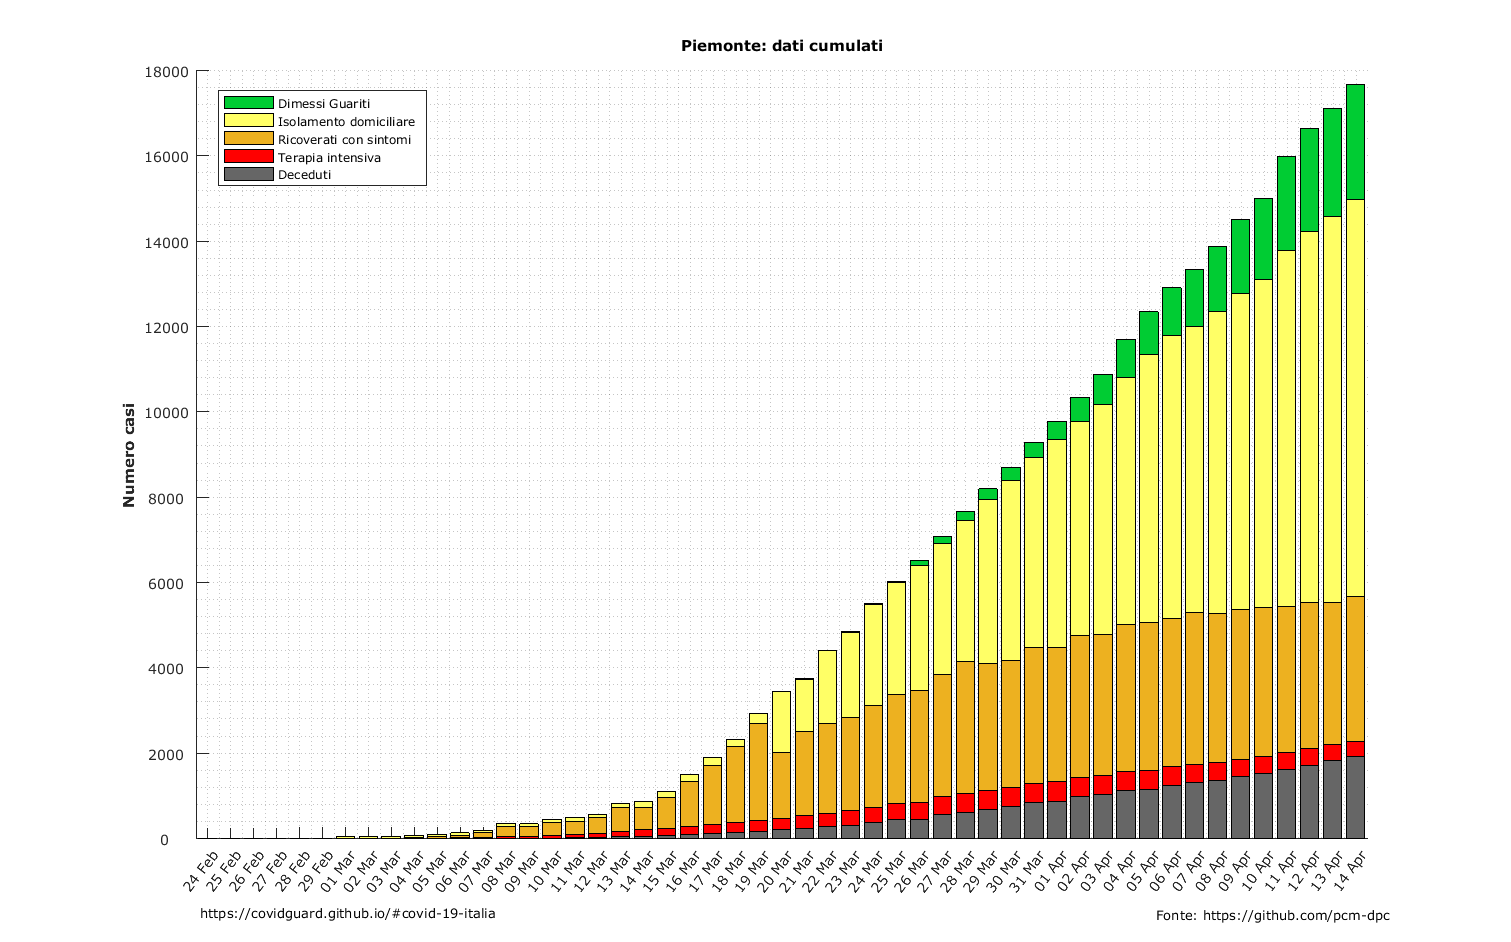 Piemonte: dati cumulati
18000
16000
14000
12000
10000
8000
6000
4000
2000
0
Numero casi
Dimessi Guariti
Isolamento domiciliare
Ricoverati con sintomi
Terapia intensiva
Deceduti
24 Feb
25 Feb
26 Feb
27 Feb
28 Feb
29 Feb
01 Mar
02 Mar
03 Mar
04 Mar
05 Mar
06 Mar
07 Mar
08 Mar
09 Mar
10 Mar
11 Mar
12 Mar
13 Mar
14 Mar
15 Mar
16 Mar
17 Mar
18 Mar
19 Mar
20 Mar
21 Mar
22 Mar
23 Mar
24 Mar
25 Mar
26 Mar
27 Mar
28 Mar
29 Mar
30 Mar
31 Mar
01 Apr
02 Apr
03 Apr
04 Apr
05 Apr
06 Apr
07 Apr
08 Apr
09 Apr
10 Apr
11 Apr
12 Apr
13 Apr
14 Apr
https://covidguard.github.io/#covid-19-italia
Fonte: https://github.com/pcm-dpc